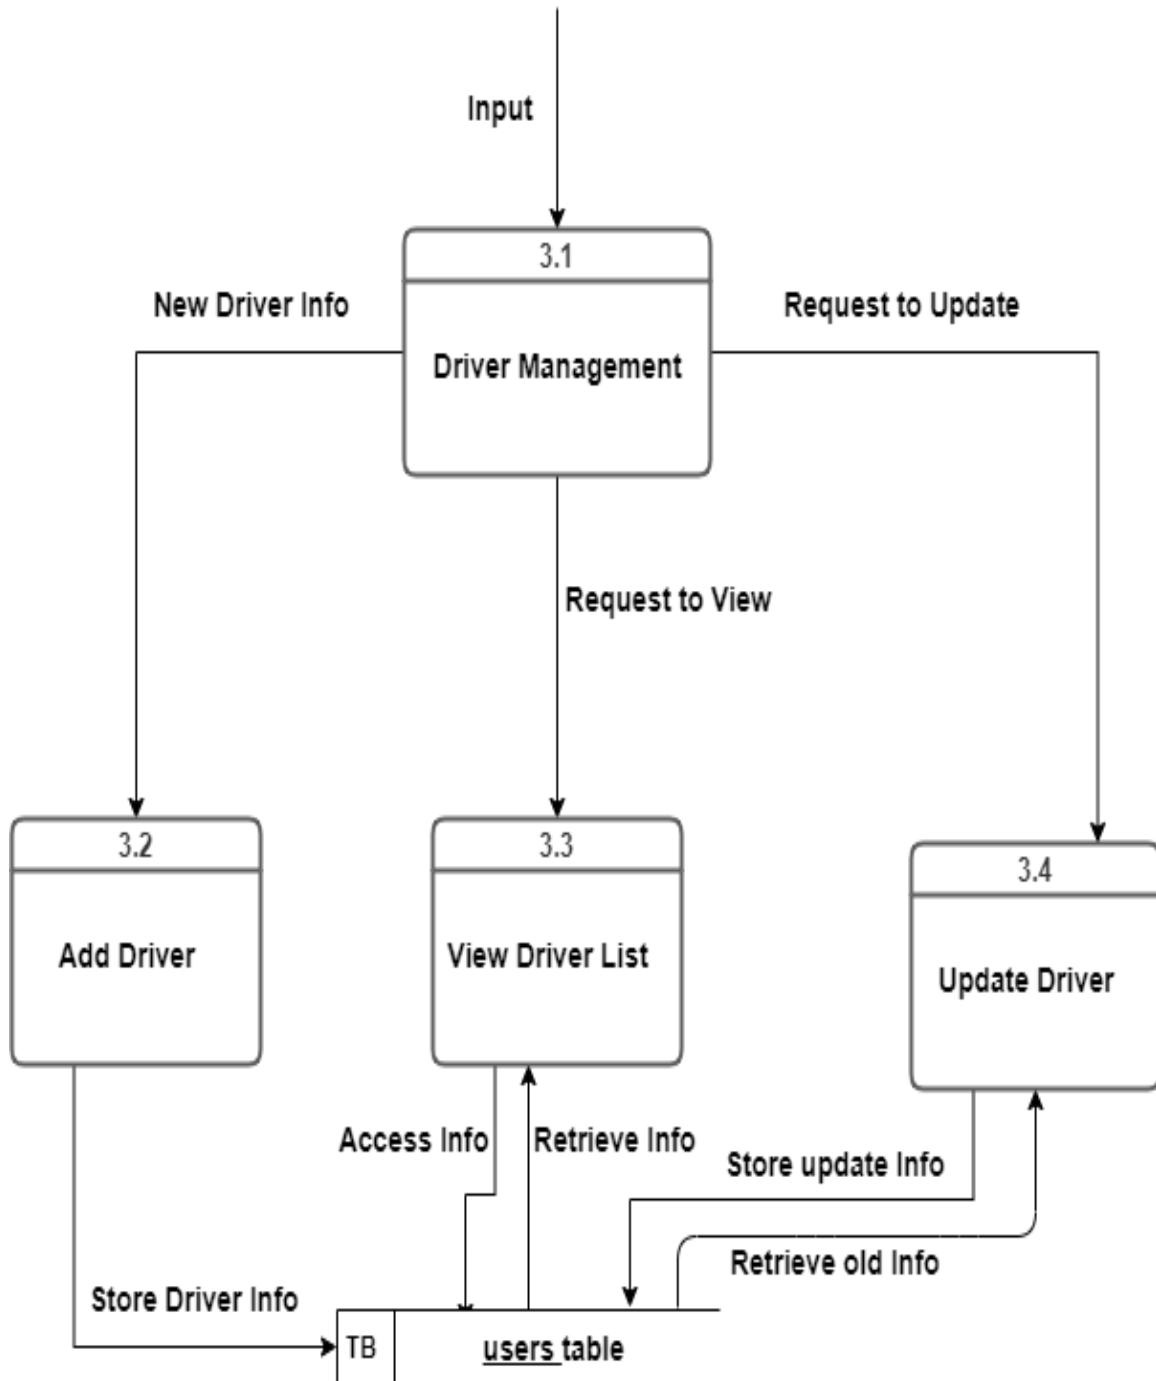 Input
3.1
New Driver Info
Request to Update
Driver Management
Request to View
3.2
3.3
3.4
Add Driver
View Driver List
Update Driver
Access Info
Retrieve Info
Store update Info
Retrieve old Info
Store Driver Info
TB
users table